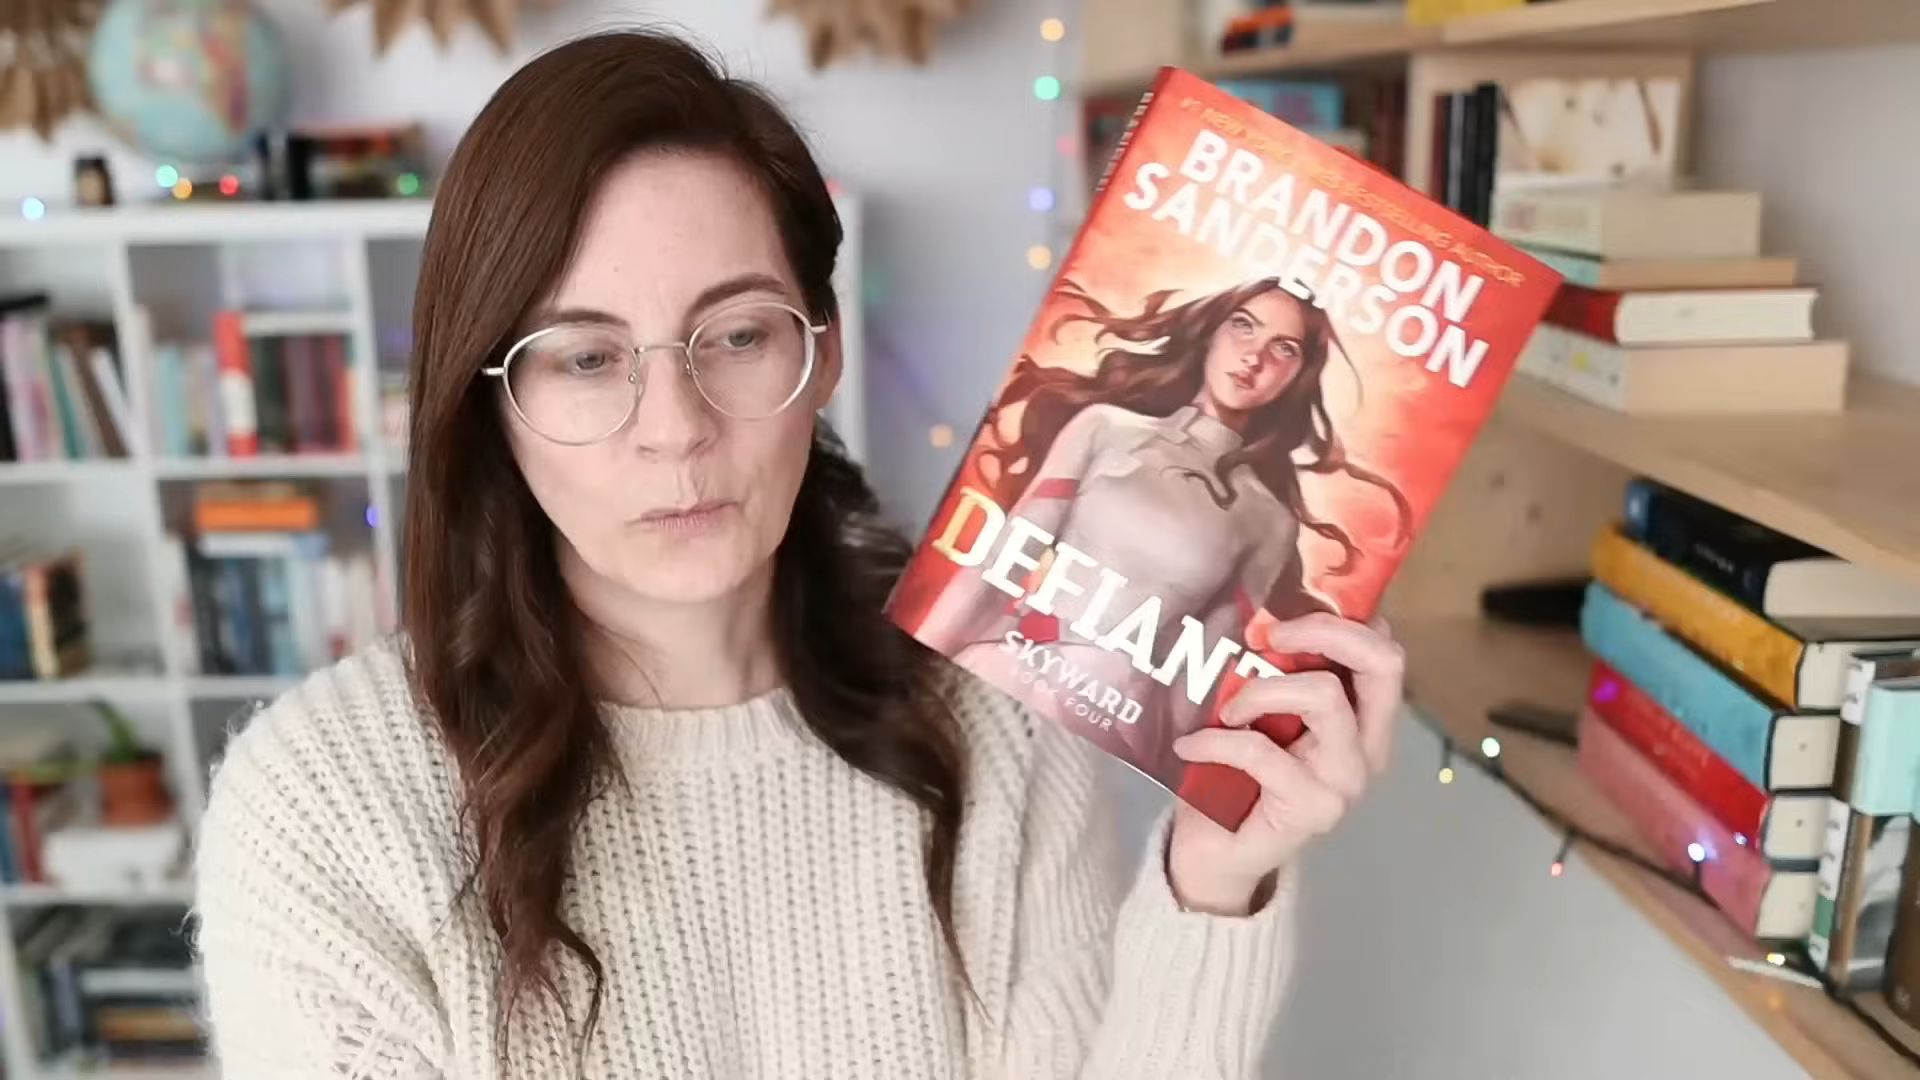 #1 NEW YORK TIMES BESTSELLING AUTHOR
BRANDON
SANDERSON
DEFIANT
SKYWARD
BOOK FOUR